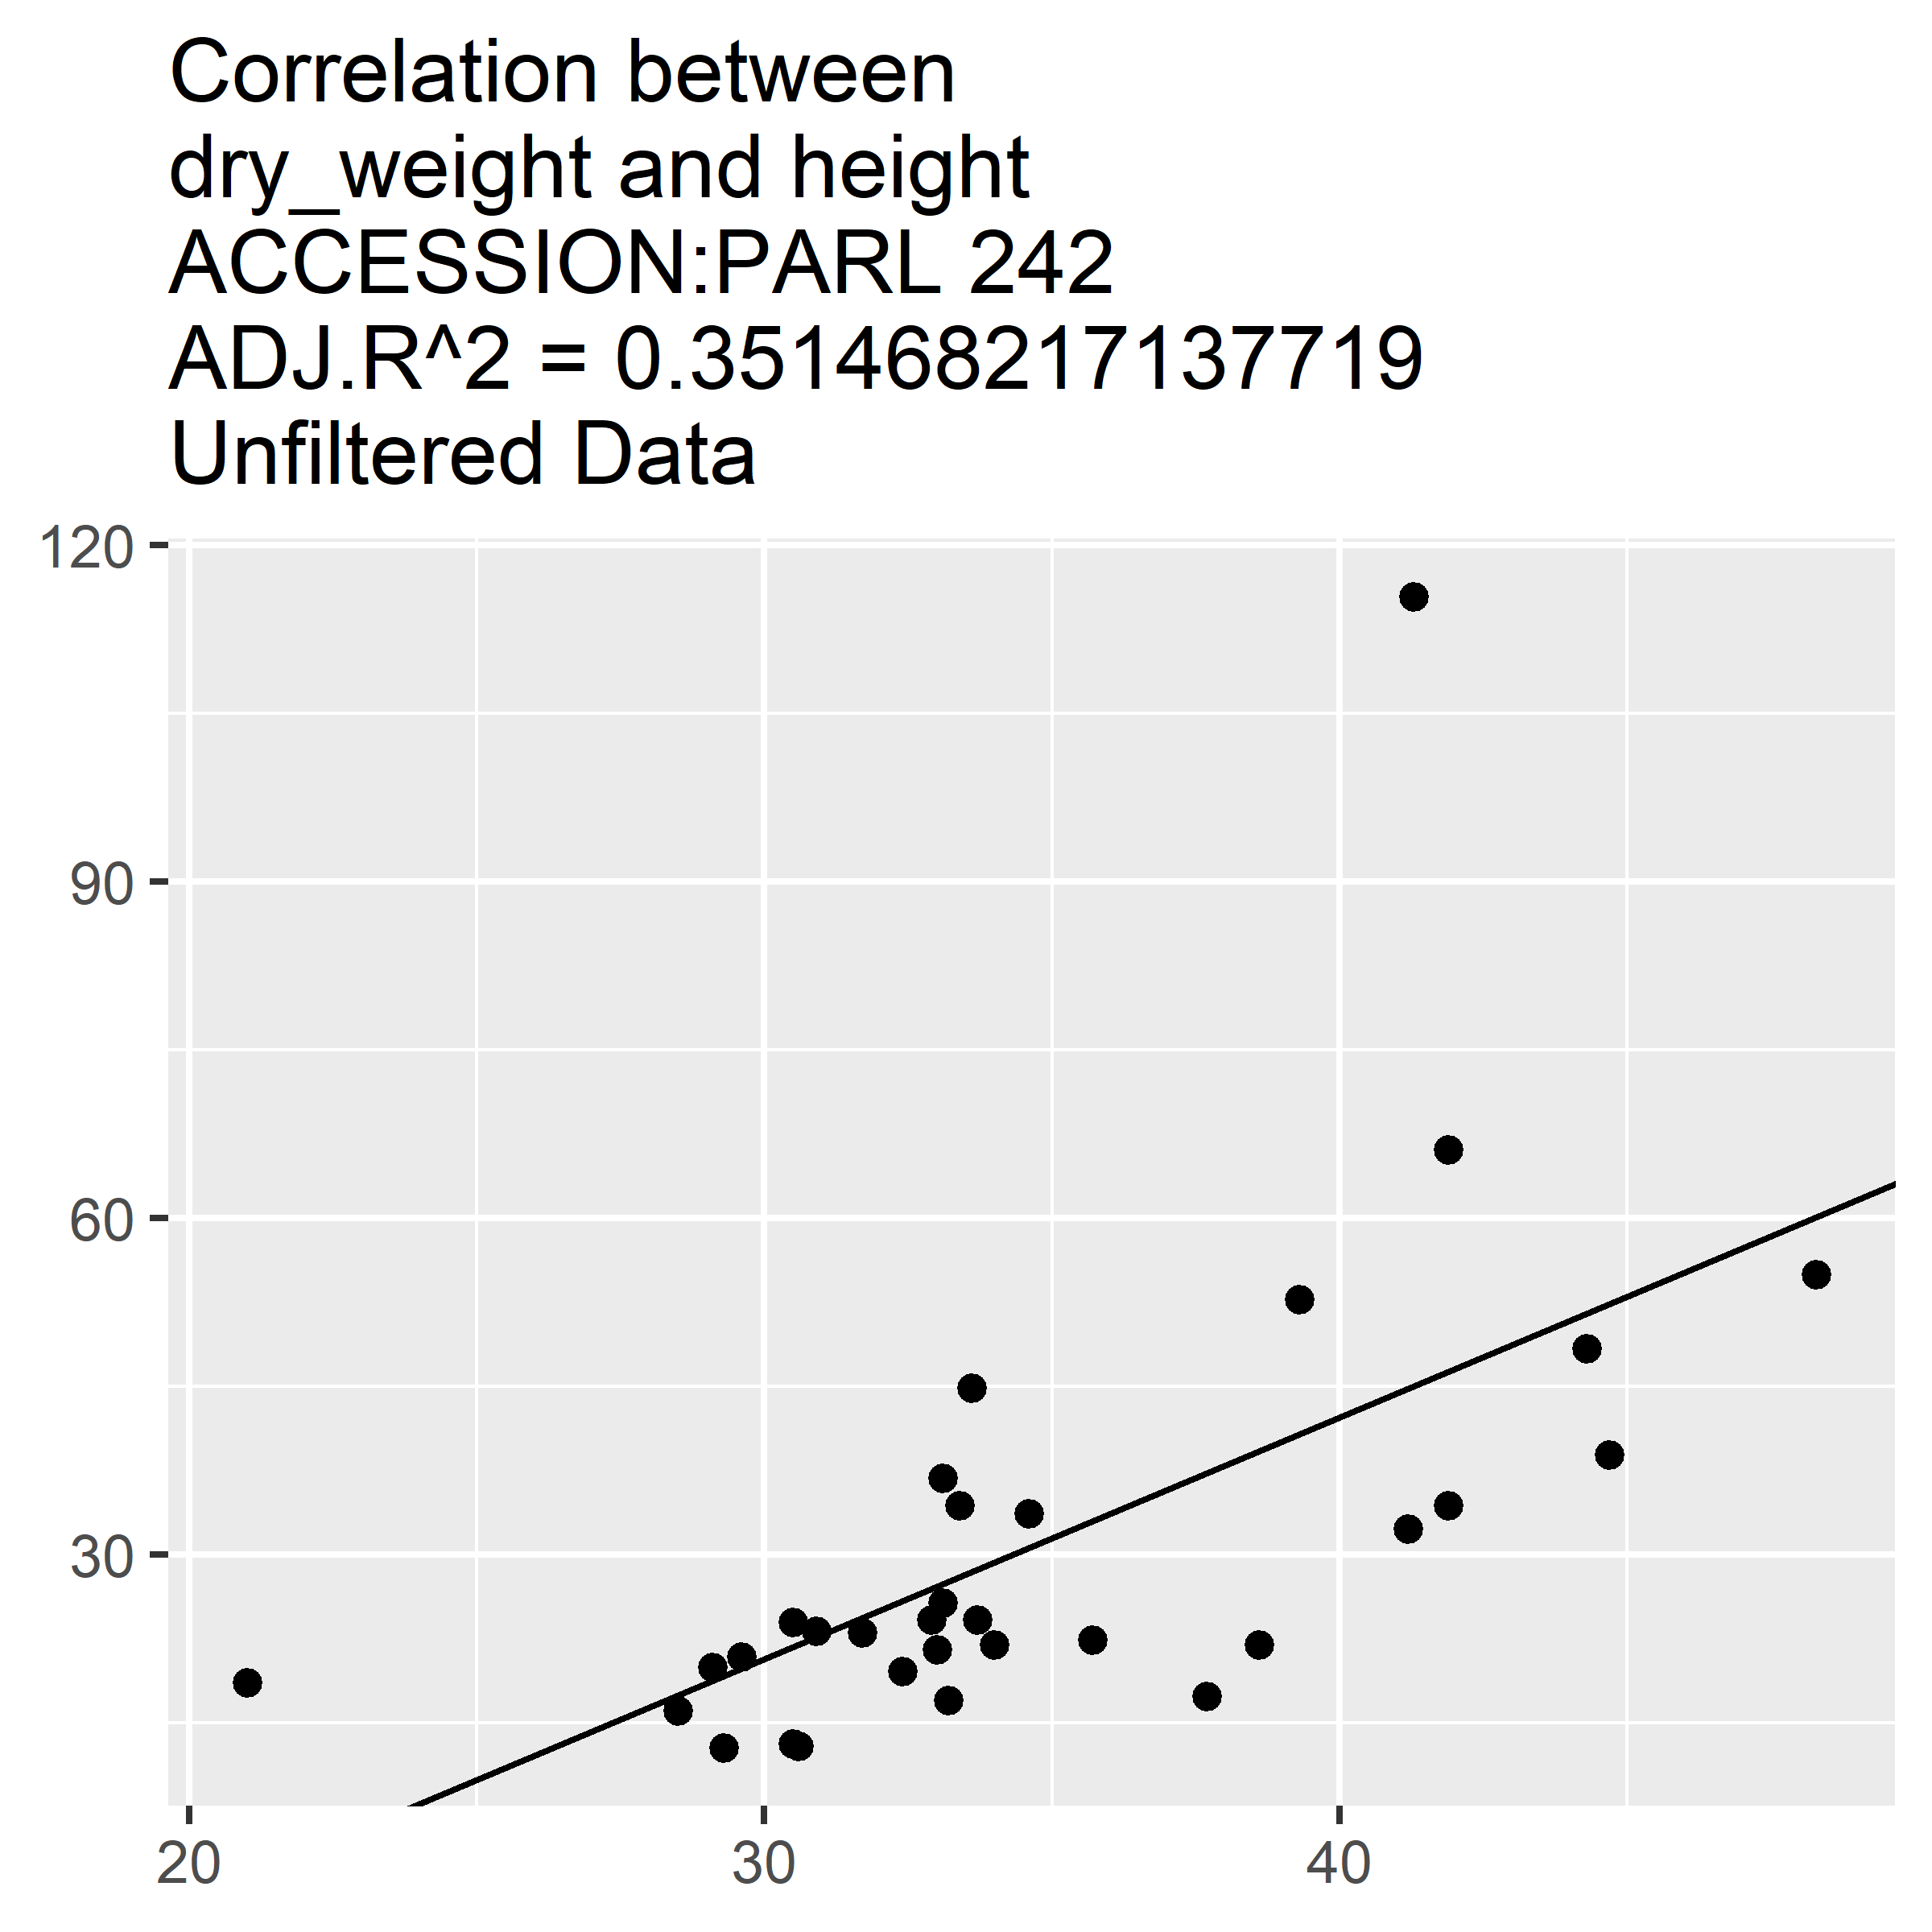 Correlation between
dry_weight and height
ACCESSION:PARL 242
ADJ.R^2 = 0.351468217137719
Unfiltered Data
120
90
60
30
20 30 40